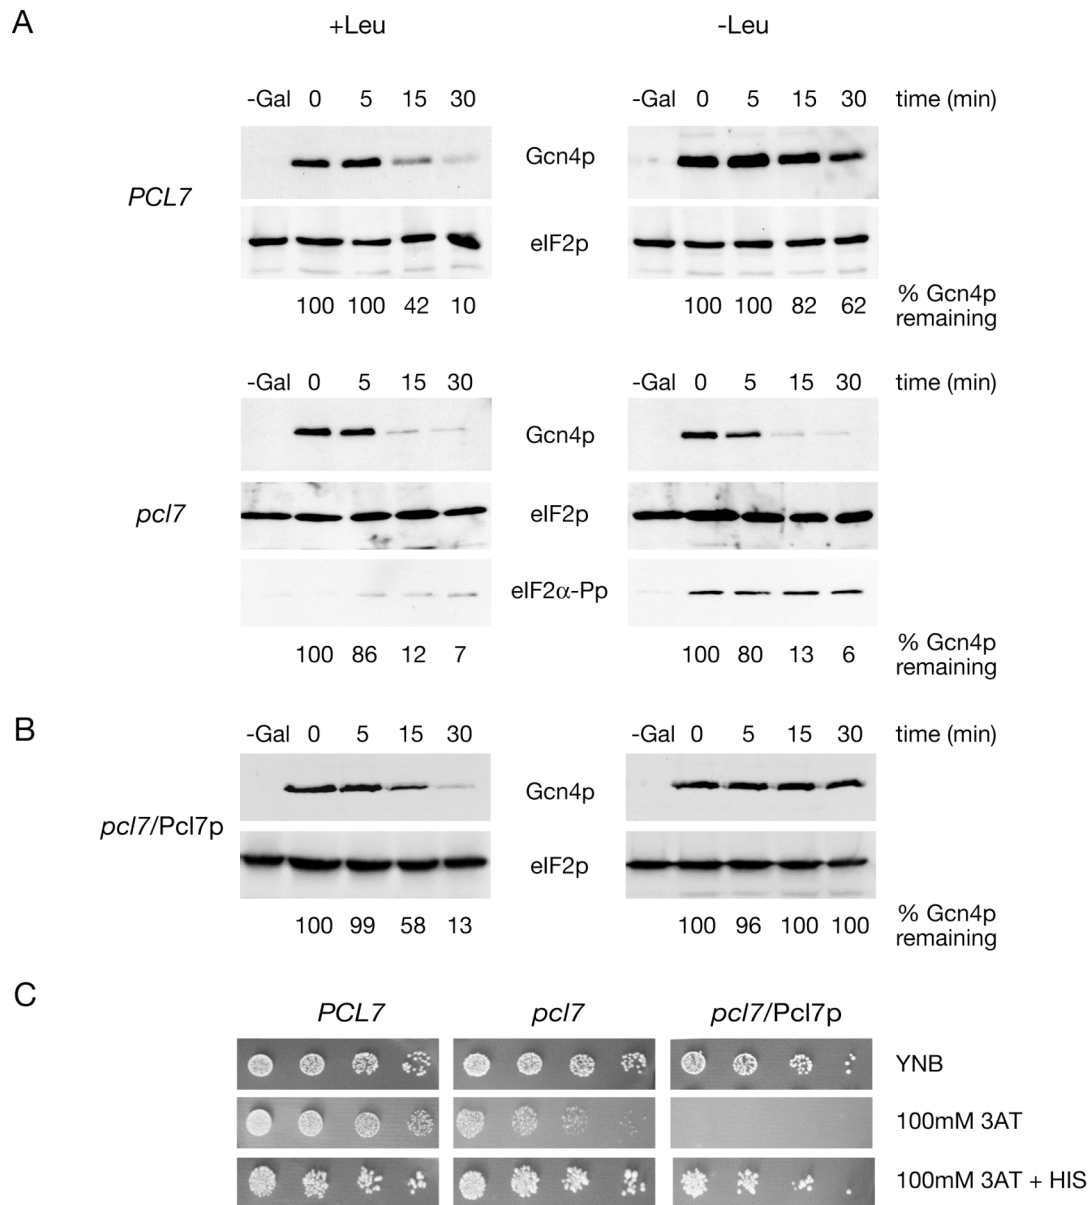 A
+Leu -Leu
-Gal 0 5 15 30 -Gal 0 5 15 30 time (min)
PCL7 Gcn4p
eIF2p
100 100 42 10 100 100 82 62 % Gcn4p
remaining
-Gal 0 5 15 30 -Gal 0 5 15 30 time (min)
Gcn4p
pcl7 eIF2p
eIF2α-Pp
100 86 12 7 100 80 13 6 % Gcn4p
remaining
B
-Gal 0 5 15 30 -Gal 0 5 15 30 time (min)
pcl7/Pcl7p Gcn4p
eIF2p
100 99 58 13 100 96 100 100 % Gcn4p
remaining
C
PCL7 pcl7 pcl7/Pcl7p
YNB
100mM 3AT
100mM 3AT + HIS